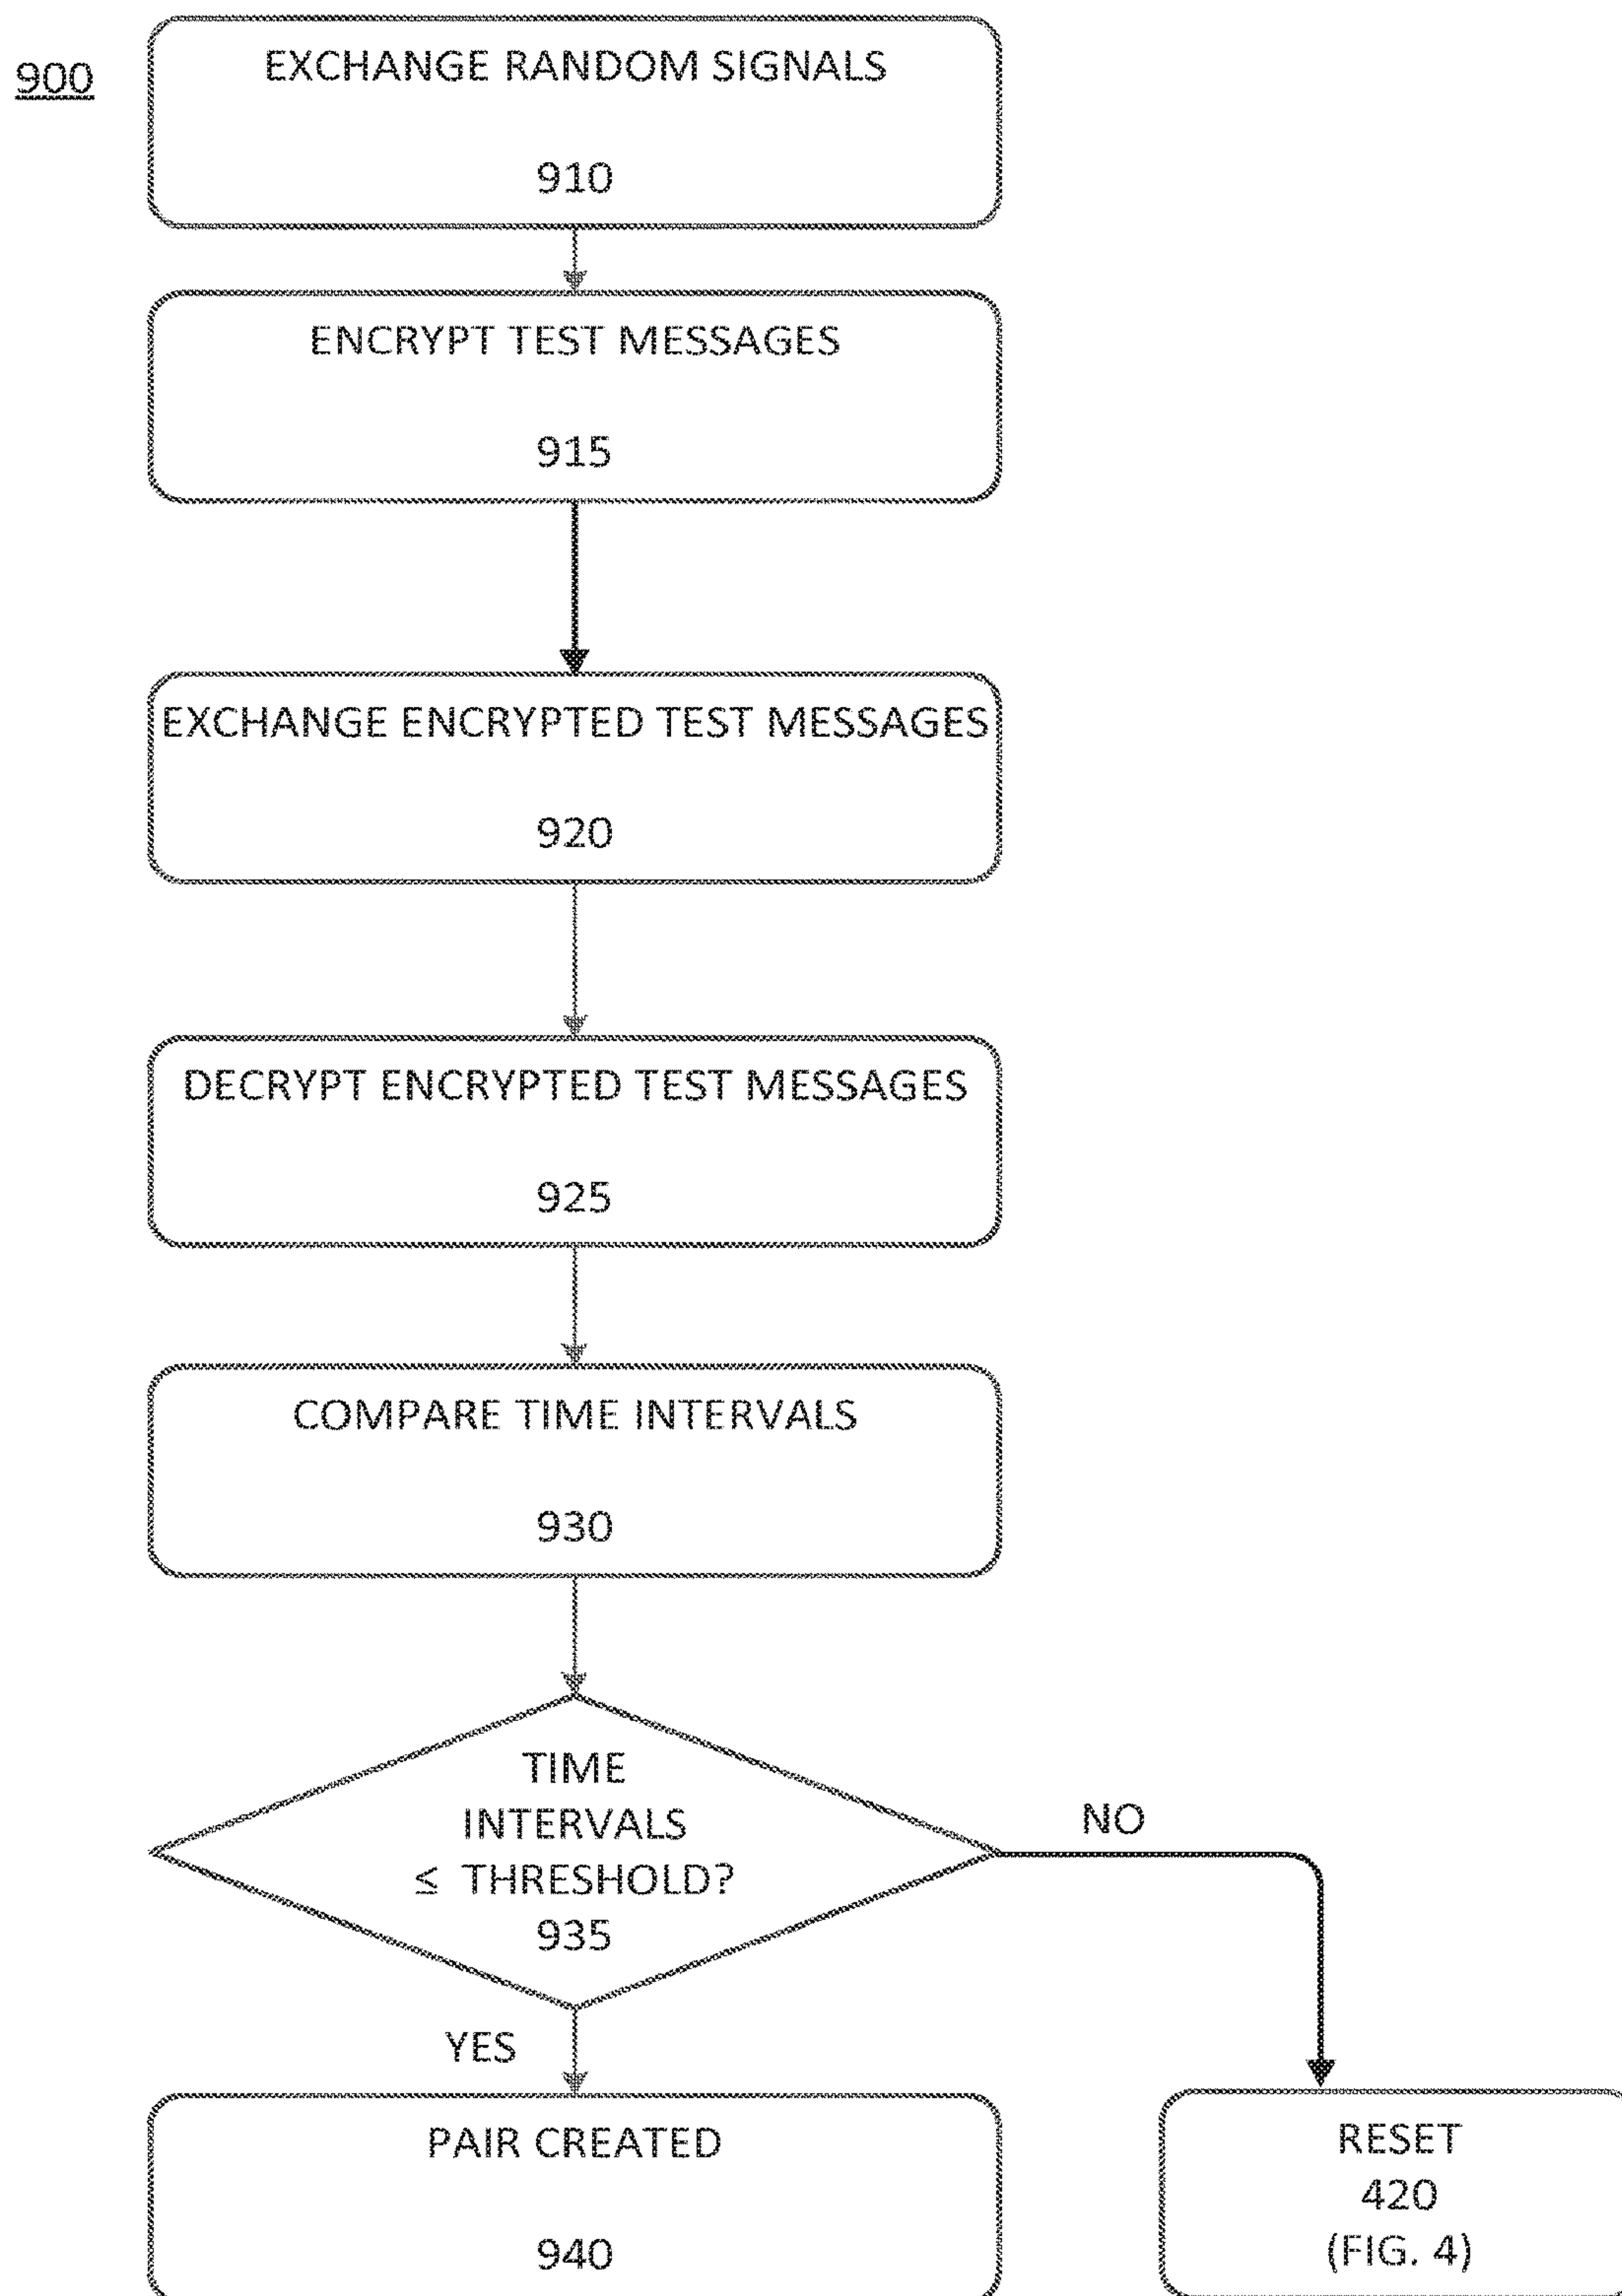 900
EXCHANGE RANDOM SIGNALS
910
ENCRYPT TEST MESSAGES
915
EXCHANGE ENCRYPTED TEST MESSAGES
920
DECRYPT ENCRYPTED TEST MESSAGES
925
COMPARE TIME INTERVALS
930
TIME
INTERVALS
≤ THRESHOLD?
935
NO
YES
PAIR CREATED
940
RESET
420
(FIG. 4)